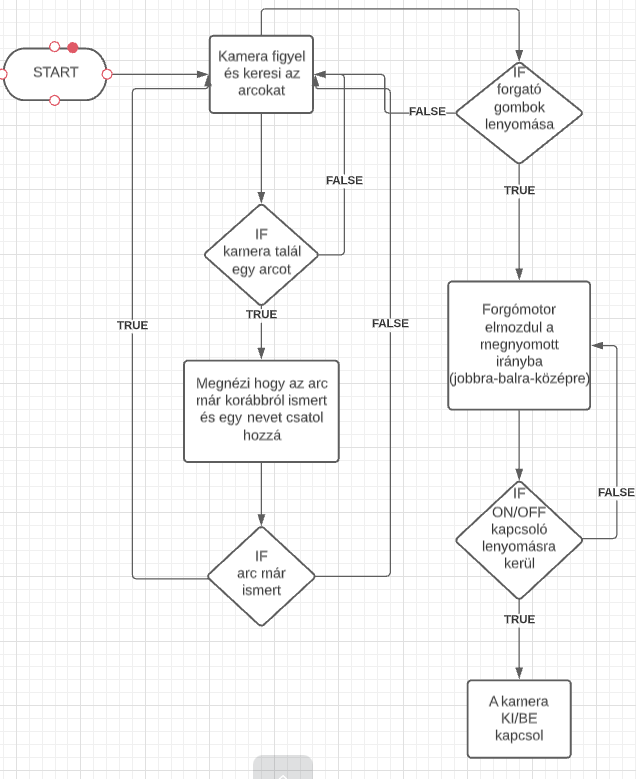 START
Kamera figyel
és keresi az
arcokat
FALSE
IF
kamera talál
egy arcot
TRUE
Megnézi hogy az arc
már korábbról ismert
és egy nevet csatol
hozzá
IF
arc már
ismert
TRUE
FALSE
IF
forgató
gombok
lenyomása
FALSE
TRUE
Forgómotor
elmozdul a
megnyomott
irányba
(jobbra-balra-középre)
IF
ON/OFF
kapcsoló
lenyomásra
kerül
FALSE
TRUE
A kamera
KI/BE
kapcsol